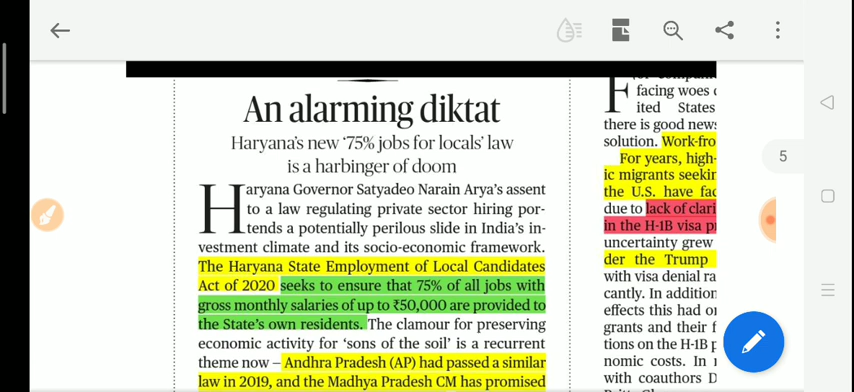 An alarming diktat
Haryana's new '75% jobs for locals' law
is a harbinger of doom
Haryana Governor Satyadeo Narain Arya's assent
to a law regulating private sector hiring por-
tends a potentially perilous slide in India's in-
vestment climate and its socio-economic framework.
The Haryana State Employment of Local Candidates
Act of 2020 seeks to ensure that 75% of all jobs with
gross monthly salaries of up to ₹50,000 are provided to
the State's own residents. The clamour for preserving
economic activity for 'sons of the soil' is a recurrent
theme now – Andhra Pradesh (AP) had passed a similar
law in 2019, and the Madhya Pradesh CM has promised
F
facing woes
ited States
there is good news
solution. Work-fro
For years, high-
ic migrants seekin
the U.S. have fac
due to lack of clari
in the H-1B visa p
uncertainty grew
der the Trump
with visa denial ra
cantly. In addition
effects this had o
grants and their f
tions on the H-1B p
nomic costs. In
with coauthors D
5